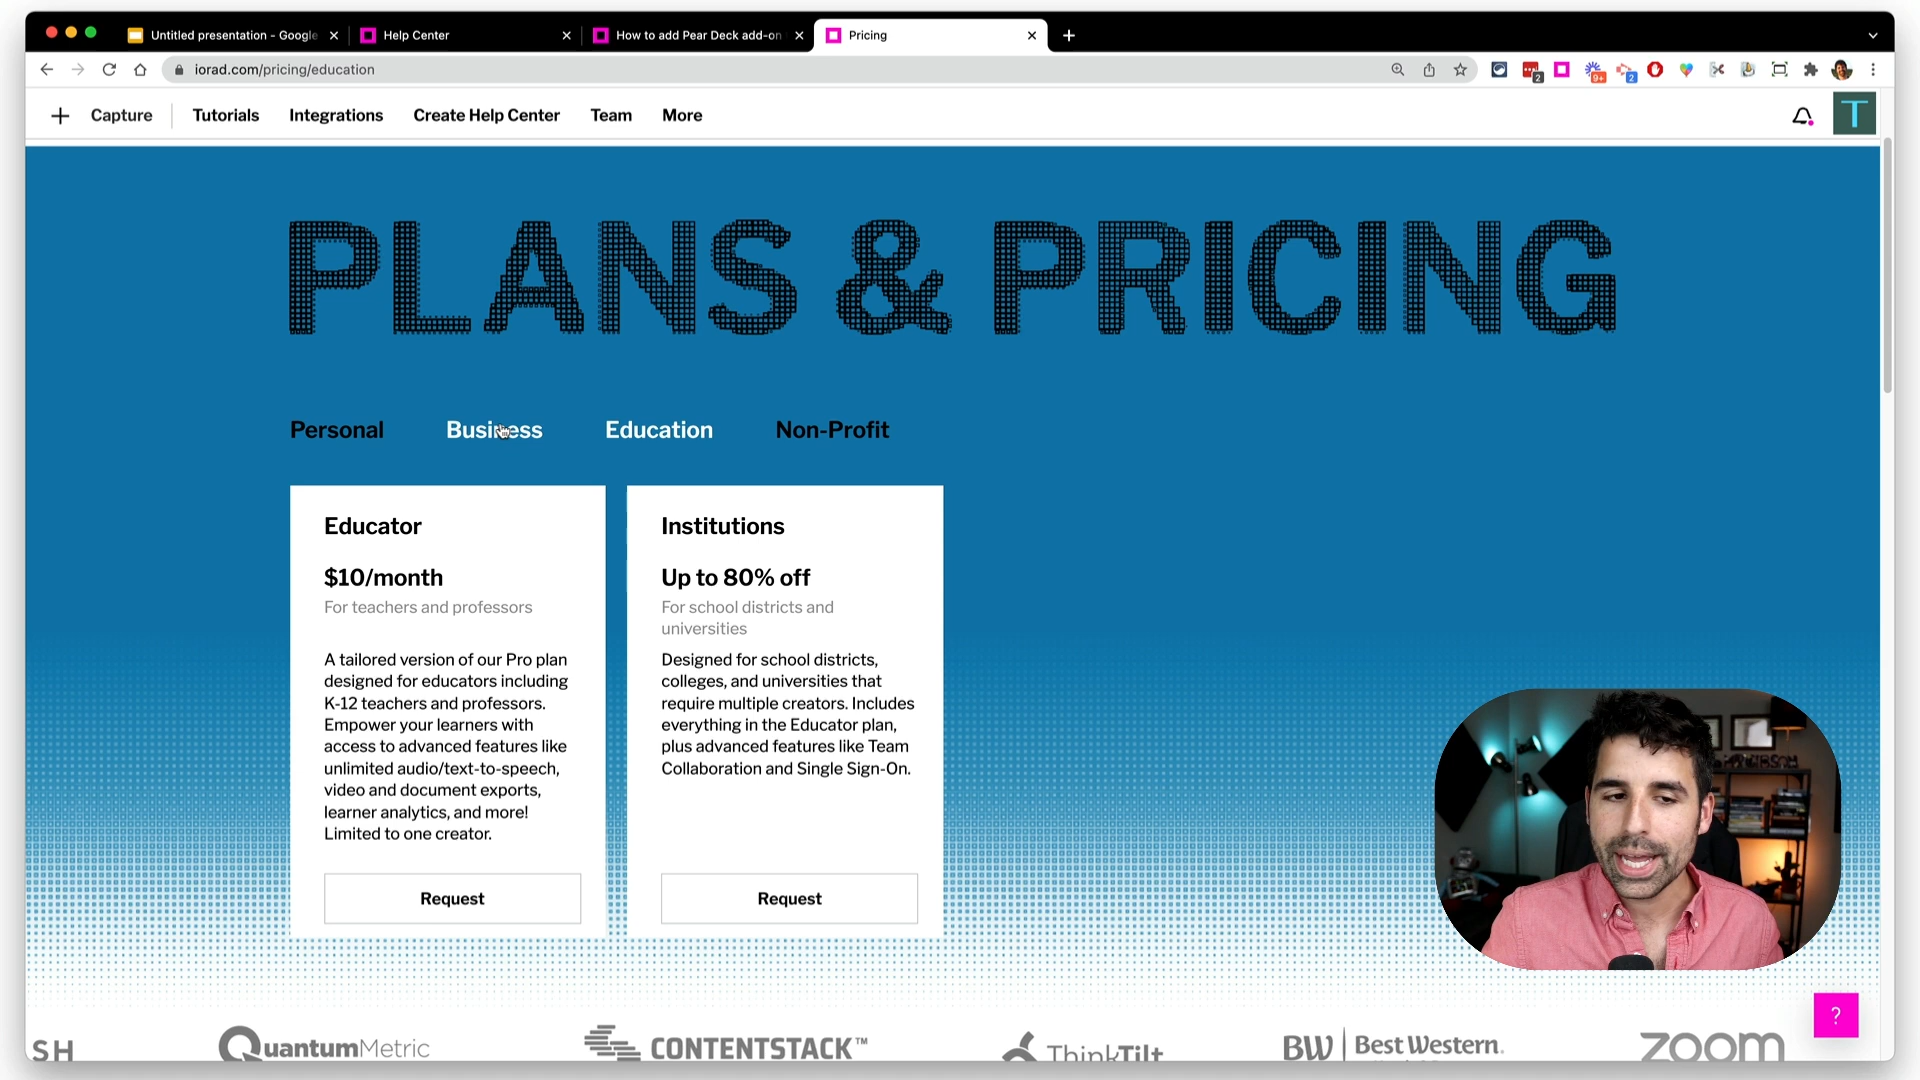 Untitled presentation - Google
Help Center
How to add Pear Deck add-on
Pricing
iorad.com/pricing/education
2
9+
2
Capture
Tutorials
Integrations
Create Help Center
Team
More
T
PLANS & PRICING
Personal
Business
Education
Non-Profit
Educator
$10/month
For teachers and professors
A tailored version of our Pro plan
designed for educators including
K-12 teachers and professors.
Empower your learners with
access to advanced features like
unlimited audio/text-to-speech,
video and document exports,
learner analytics, and more!
Limited to one creator.
Request
Institutions
Up to 80% off
For school districts and
universities
Designed for school districts,
colleges, and universities that
require multiple creators. Includes
everything in the Educator plan,
plus advanced features like Team
Collaboration and Single Sign-On.
Request
?
SH
QuantumMetric
CONTENTSTACK™
ThinkTilt
BW Best Western.
zoom